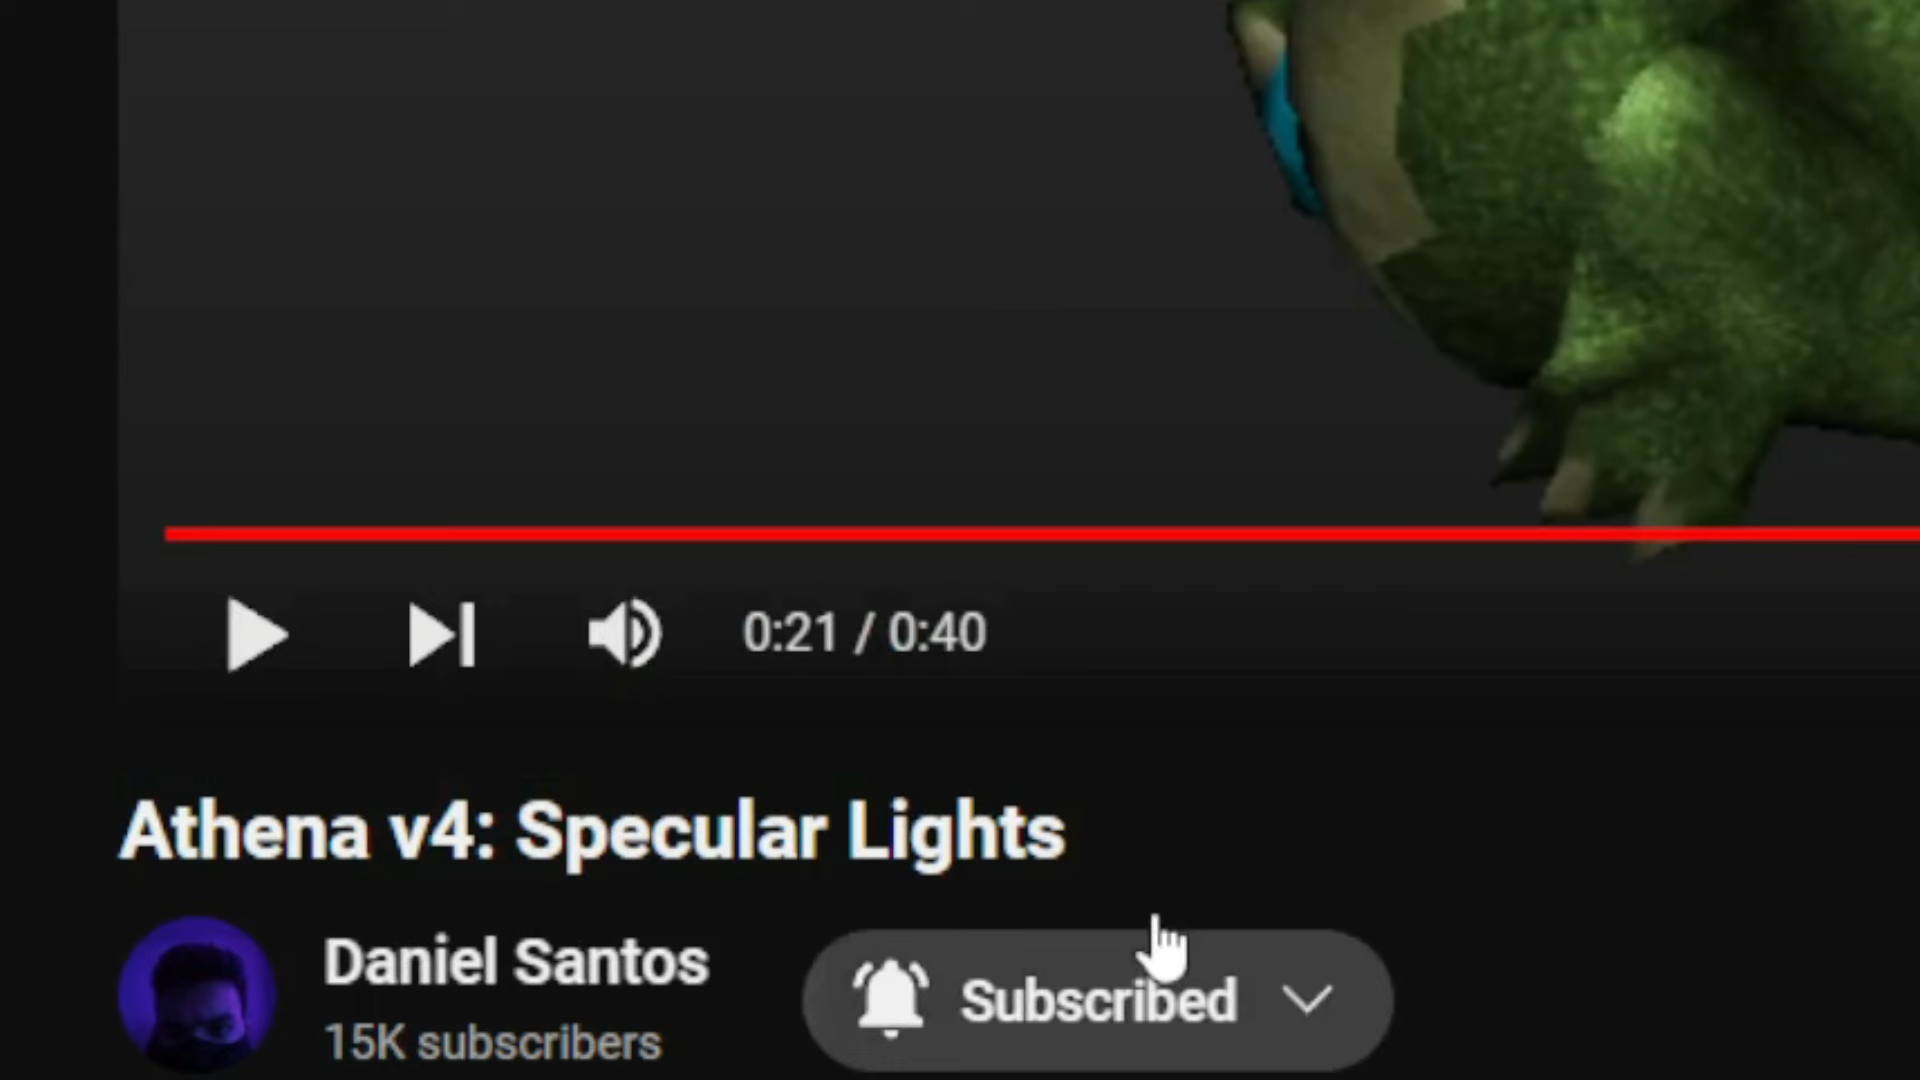 0:21 / 0:40
Athena v4: Specular Lights
Daniel Santos
15K subscribers
Subscribed